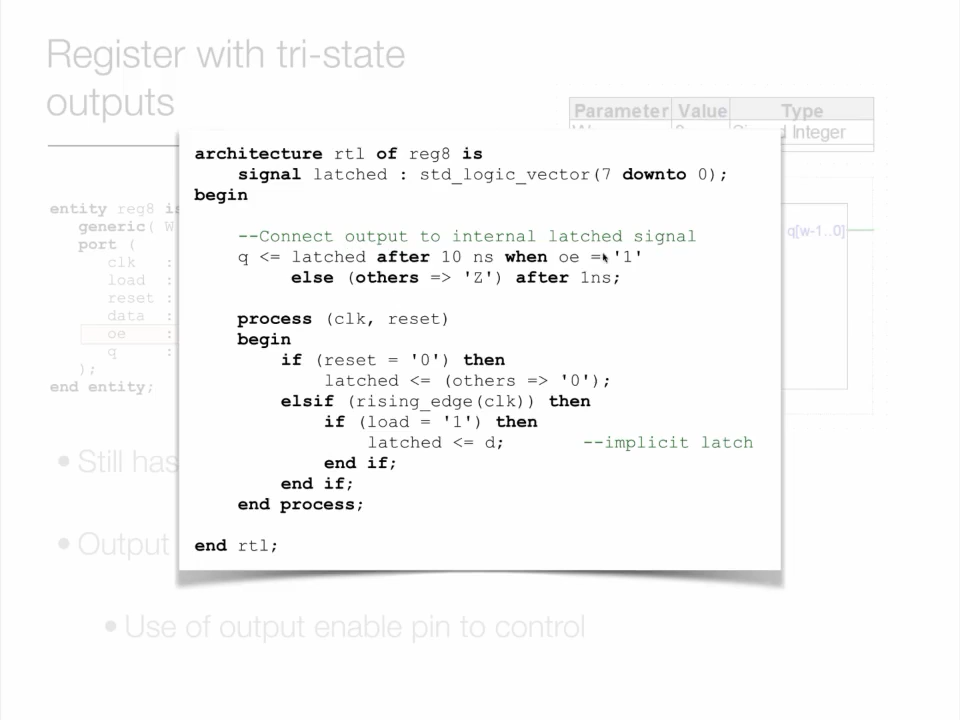 Register with tri-state
outputs
Parameter Value Type
Integer
entity reg8 is
generic( W
port (
clk :
load :
reset :
data :
oe :
q :
);
end entity;
q[w-1..0]
architecture rtl of reg8 is
signal latched : std_logic_vector(7 downto 0);
begin
--Connect output to internal latched signal
q <= latched after 10 ns when oe = '1'
else (others => 'Z') after 1ns;
process (clk, reset)
begin
if (reset = '0') then
latched <= (others => '0');
elsif (rising_edge(clk)) then
if (load = '1') then
latched <= d; --implicit latch
end if;
end if;
end process;
end rtl;
• Still has
• Output
• Use of output enable pin to control